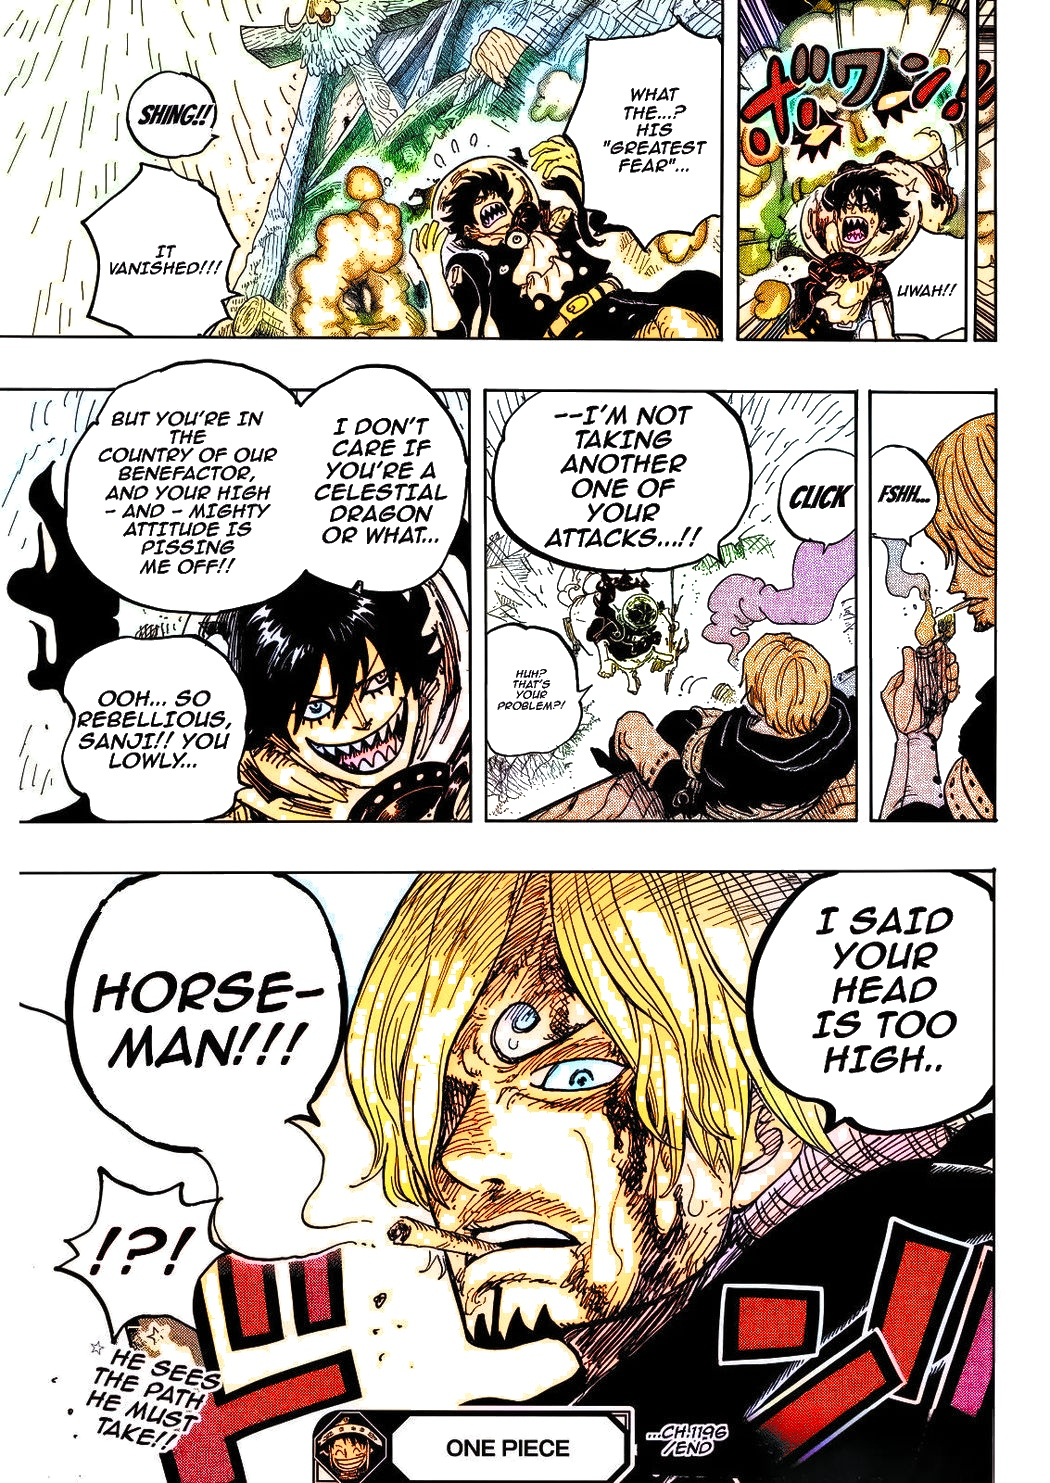 ボワン!!
UWAH!!
WHAT
THE...?
HIS
"GREATEST
FEAR"...
SHING!!
IT
VANISHED!!!
FSHH...
CLICK
--I'M NOT
TAKING
ANOTHER
ONE OF
YOUR
ATTACKS...!!
HUH?
THAT'S
YOUR
PROBLEM?!
I DON'T
CARE IF
YOU'RE A
CELESTIAL
DRAGON
OR WHAT...
BUT YOU'RE IN
THE
COUNTRY OF OUR
BENEFACTOR,
AND YOUR HIGH
- AND - MIGHTY
ATTITUDE IS
PISSING
ME OFF!!
OOH... SO
REBELLIOUS,
SANJI!! YOU
LOWLY...
I SAID
YOUR
HEAD
IS TOO
HIGH..
HORSE-
MAN!!!
!?!
HE SEES
THE PATH
HE MUST
TAKE!!
ONE PIECE
...CH.1196
/END